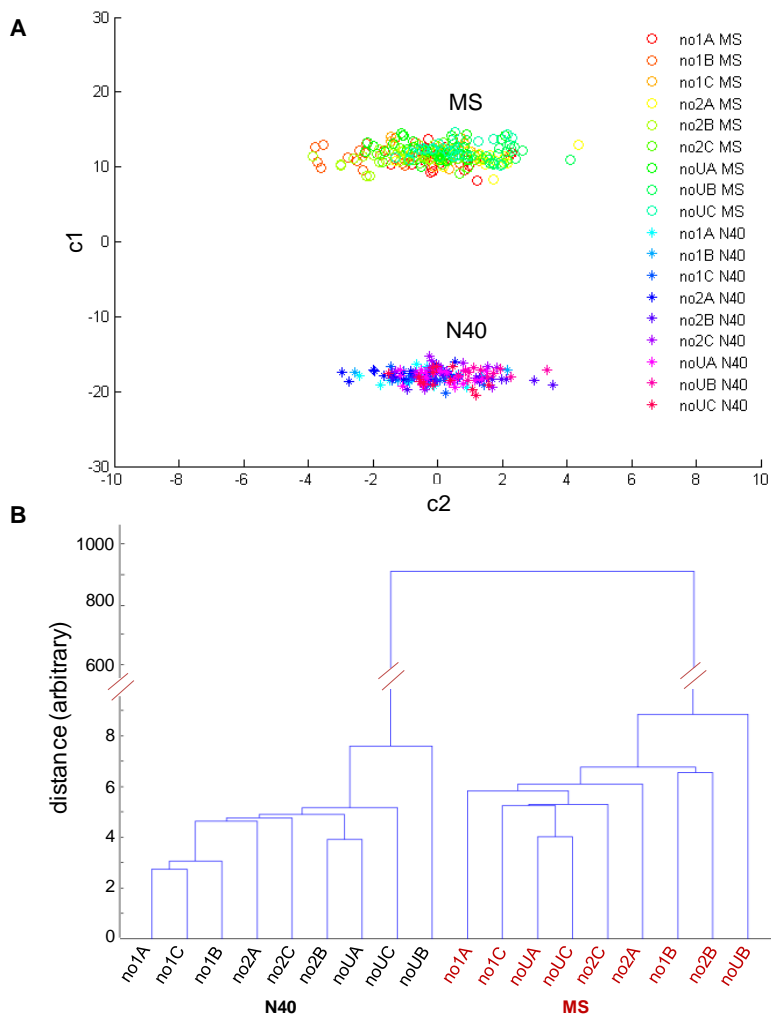 A
30
20
10
0
-10
-20
-30
c1
MS
N40
-10
-8
-6
-4
-2
0
2
4
6
8
10
c2
no1A MS
no1B MS
no1C MS
no2A MS
no2B MS
no2C MS
noUA MS
noUB MS
noUC MS
no1A N40
no1B N40
no1C N40
no2A N40
no2B N40
no2C N40
noUA N40
noUB N40
noUC N40
B
distance (arbitrary)
1000
800
600
8
6
4
2
0
no1A
no1C
no1B
no2A
no2C
no2B
noUA
noUC
noUB
no1A
no1C
noUA
noUC
no2C
no2A
no1B
no2B
noUB
N40
MS